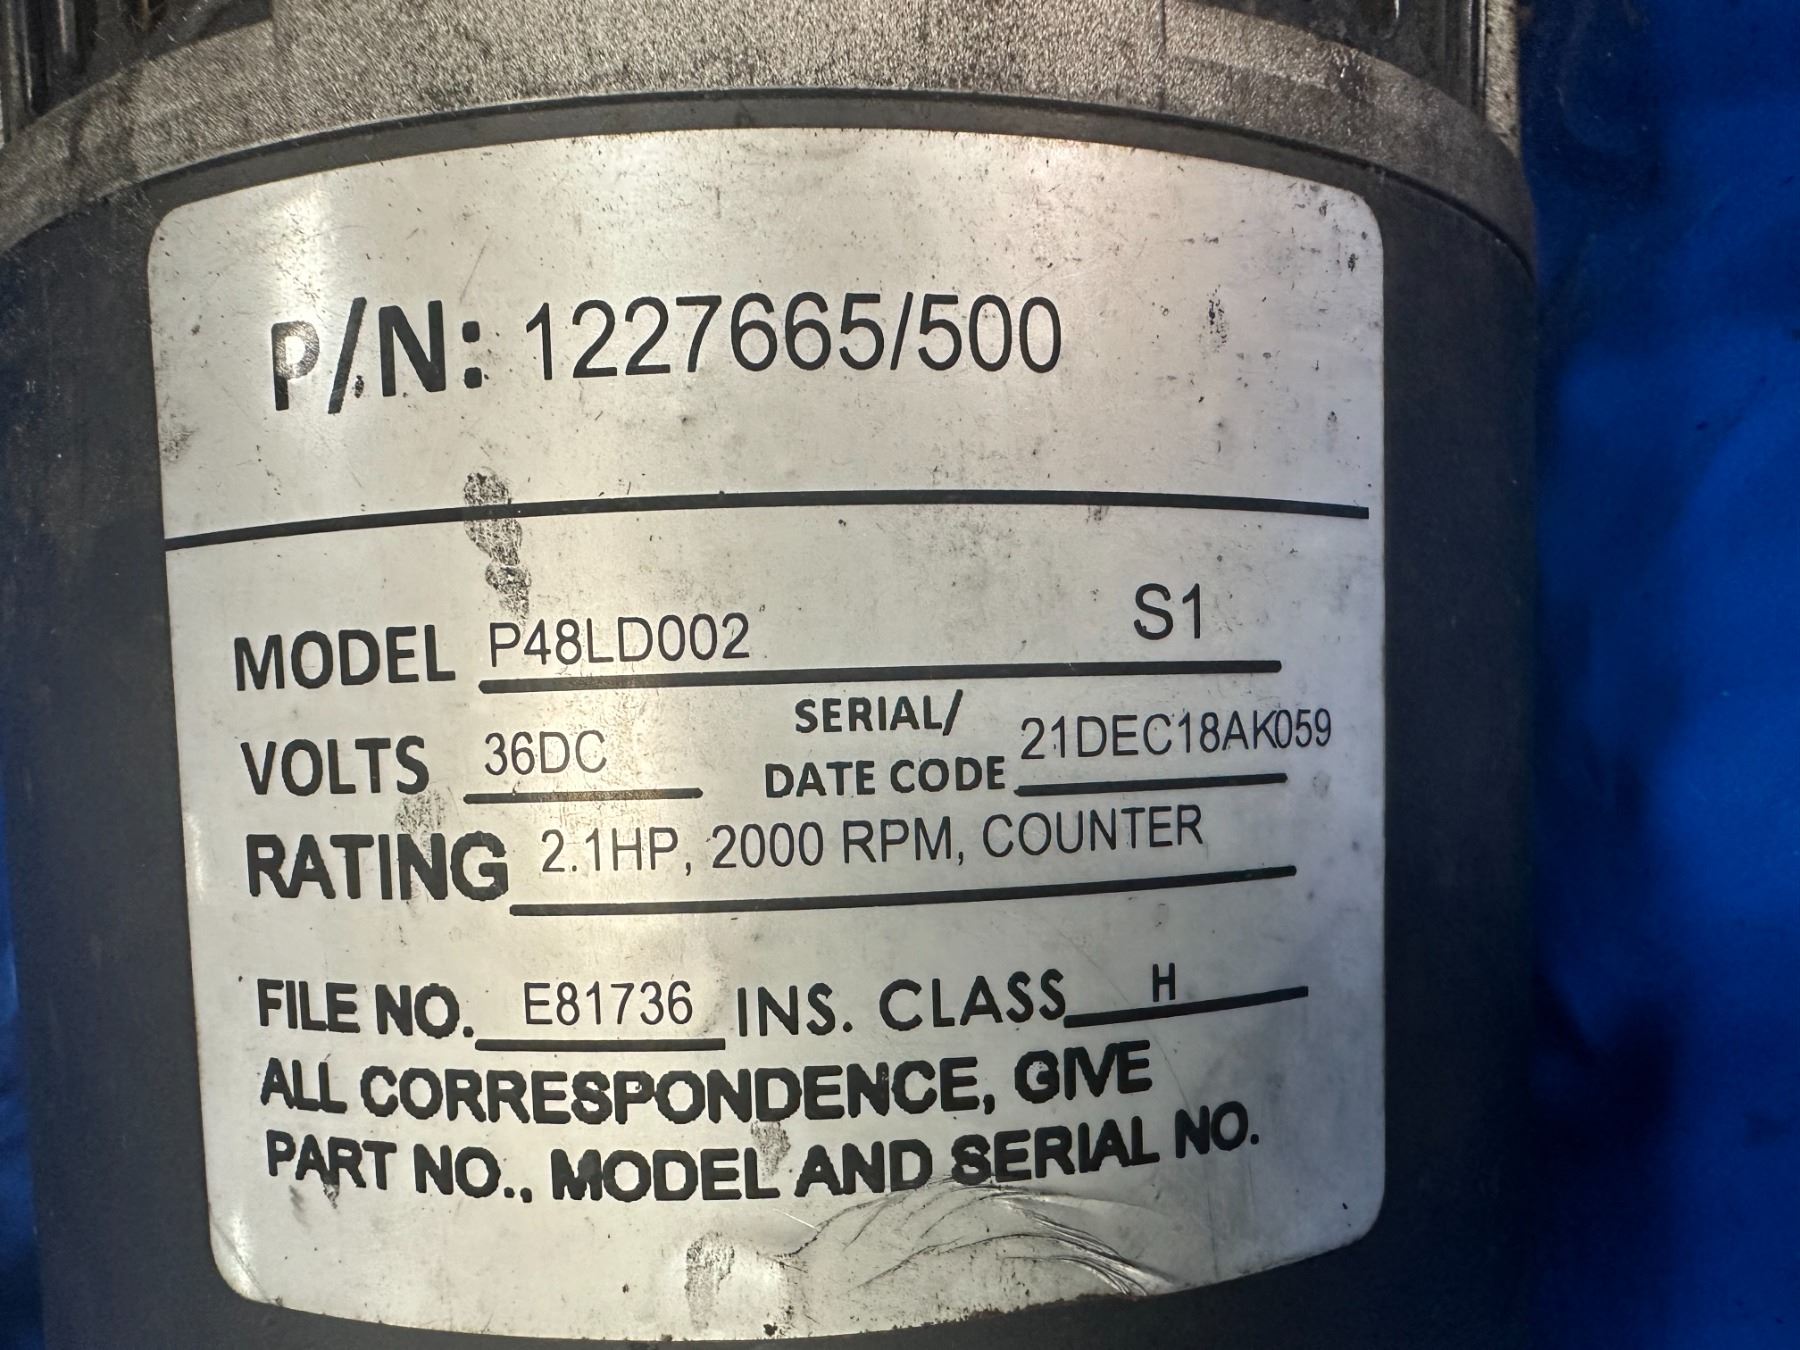 P/N: 1227665/500
MODEL P48LD002 S1
VOLTS 36DC SERIAL/ DATE CODE 21DEC18AK059
RATING 2.1HP, 2000 RPM, COUNTER
FILE NO. E81736 INS. CLASS H
ALL CORRESPONDENCE, GIVE
PART NO., MODEL AND SERIAL NO.